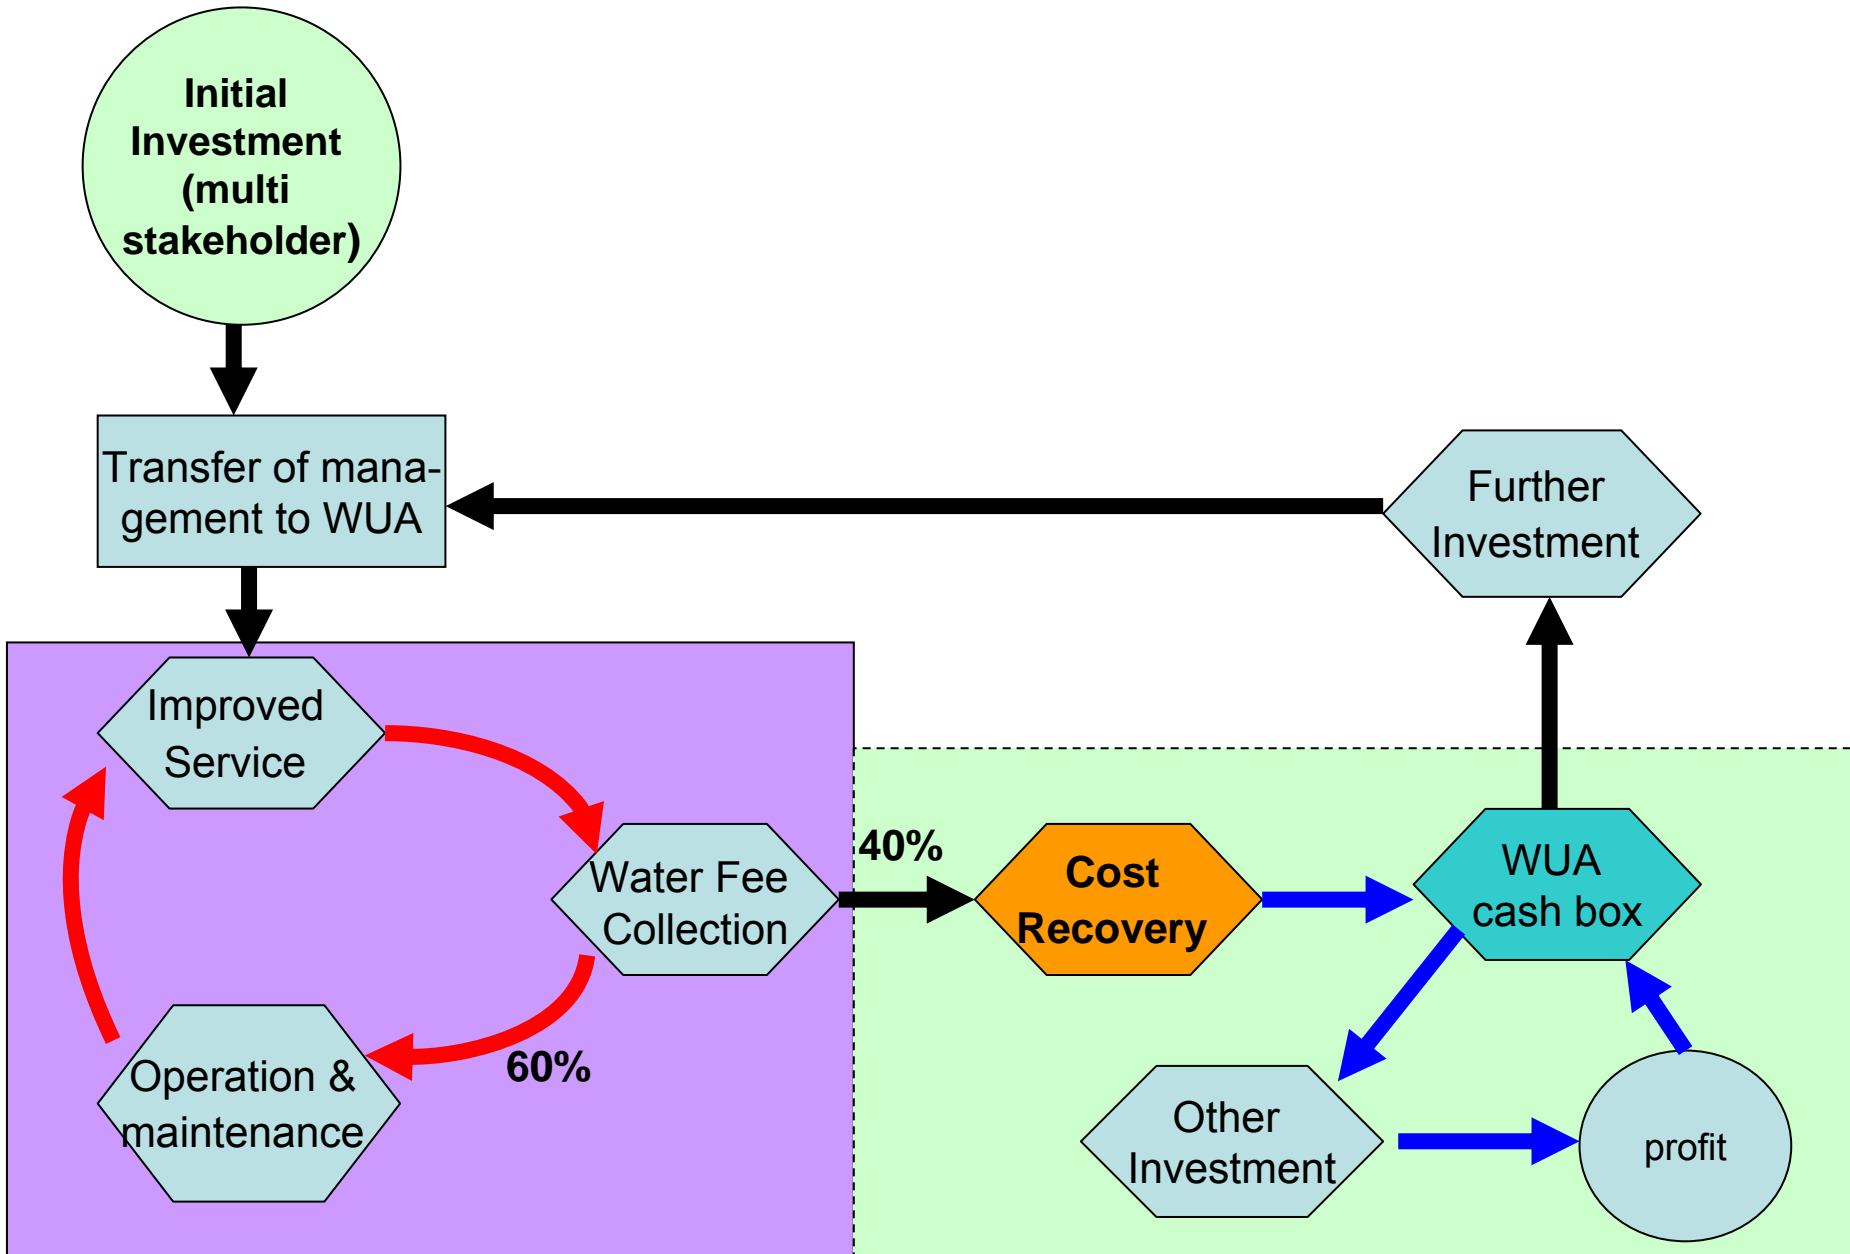 Initial
Investment
(multi
stakeholder)
Transfer of mana-
gement to WUA
Further
Investment
Improved
Service
Water Fee
Collection
40%
Cost
Recovery
WUA
cash box
Operation &
maintenance
60%
Other
Investment
profit